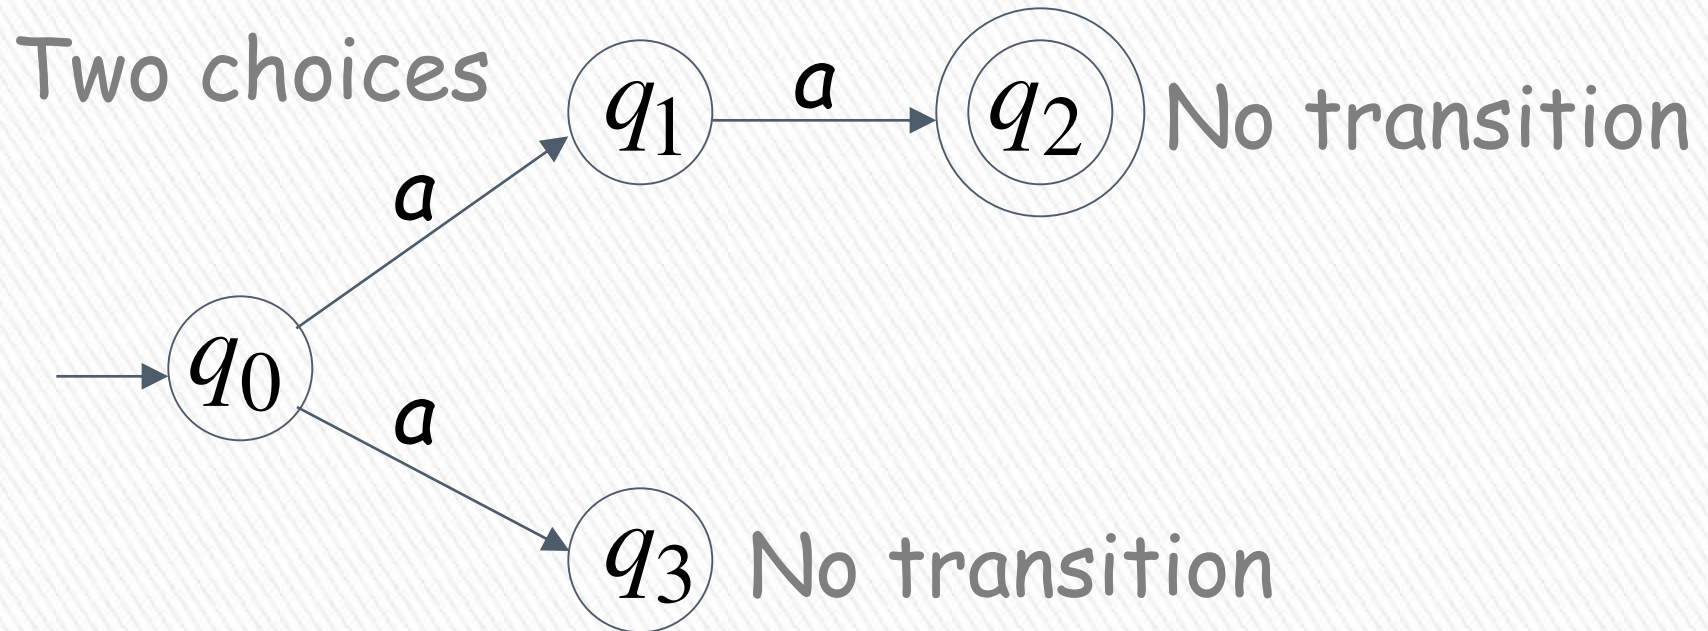 Two choices
q1
a
q2
No transition
a
q0
a
q3
No transition